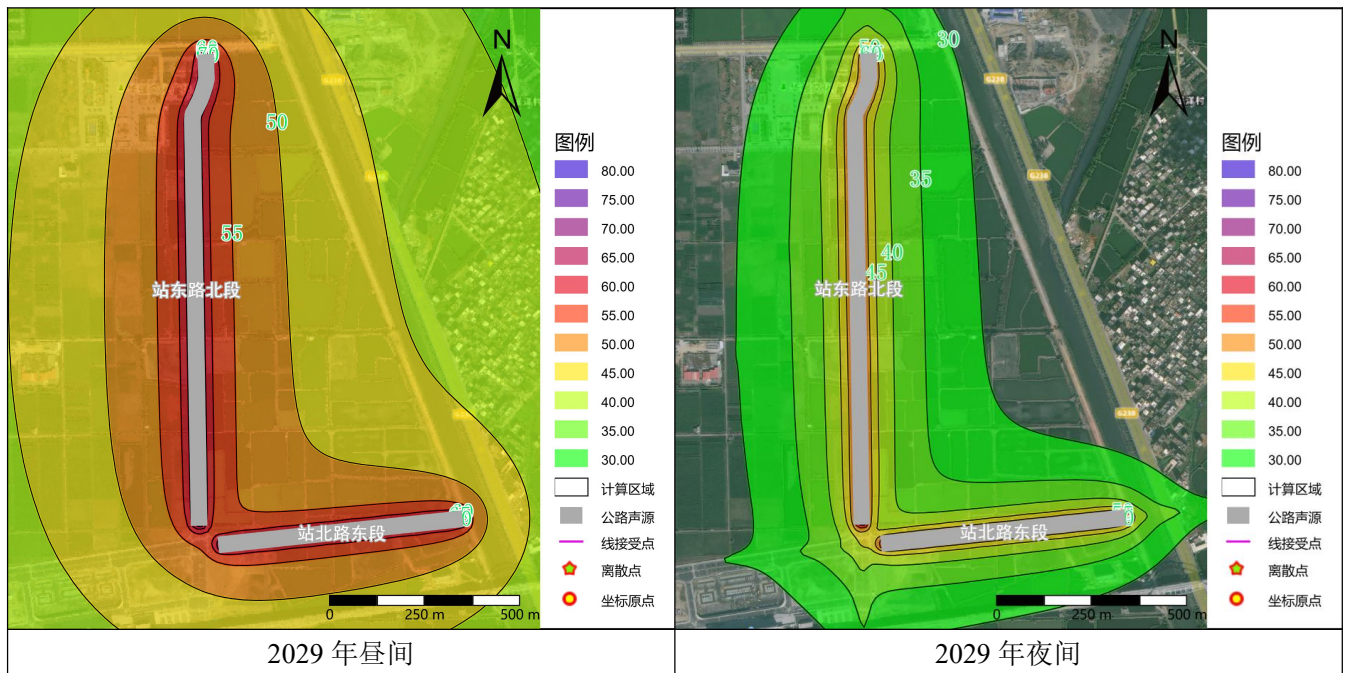 N
G238
50
55
站东路北段
站北路东段
0
250 m
500 m
图例
80.00
75.00
70.00
65.00
60.00
55.00
50.00
45.00
40.00
35.00
30.00
计算区域
公路声源
线接受点
离散点
坐标原点
2029 年昼间
N
30
G238
G238
35
40
45
站东路北段
G238
站北路东段
0
250 m
500 m
图例
80.00
75.00
70.00
65.00
60.00
55.00
50.00
45.00
40.00
35.00
30.00
计算区域
公路声源
线接受点
离散点
坐标原点
2029 年夜间